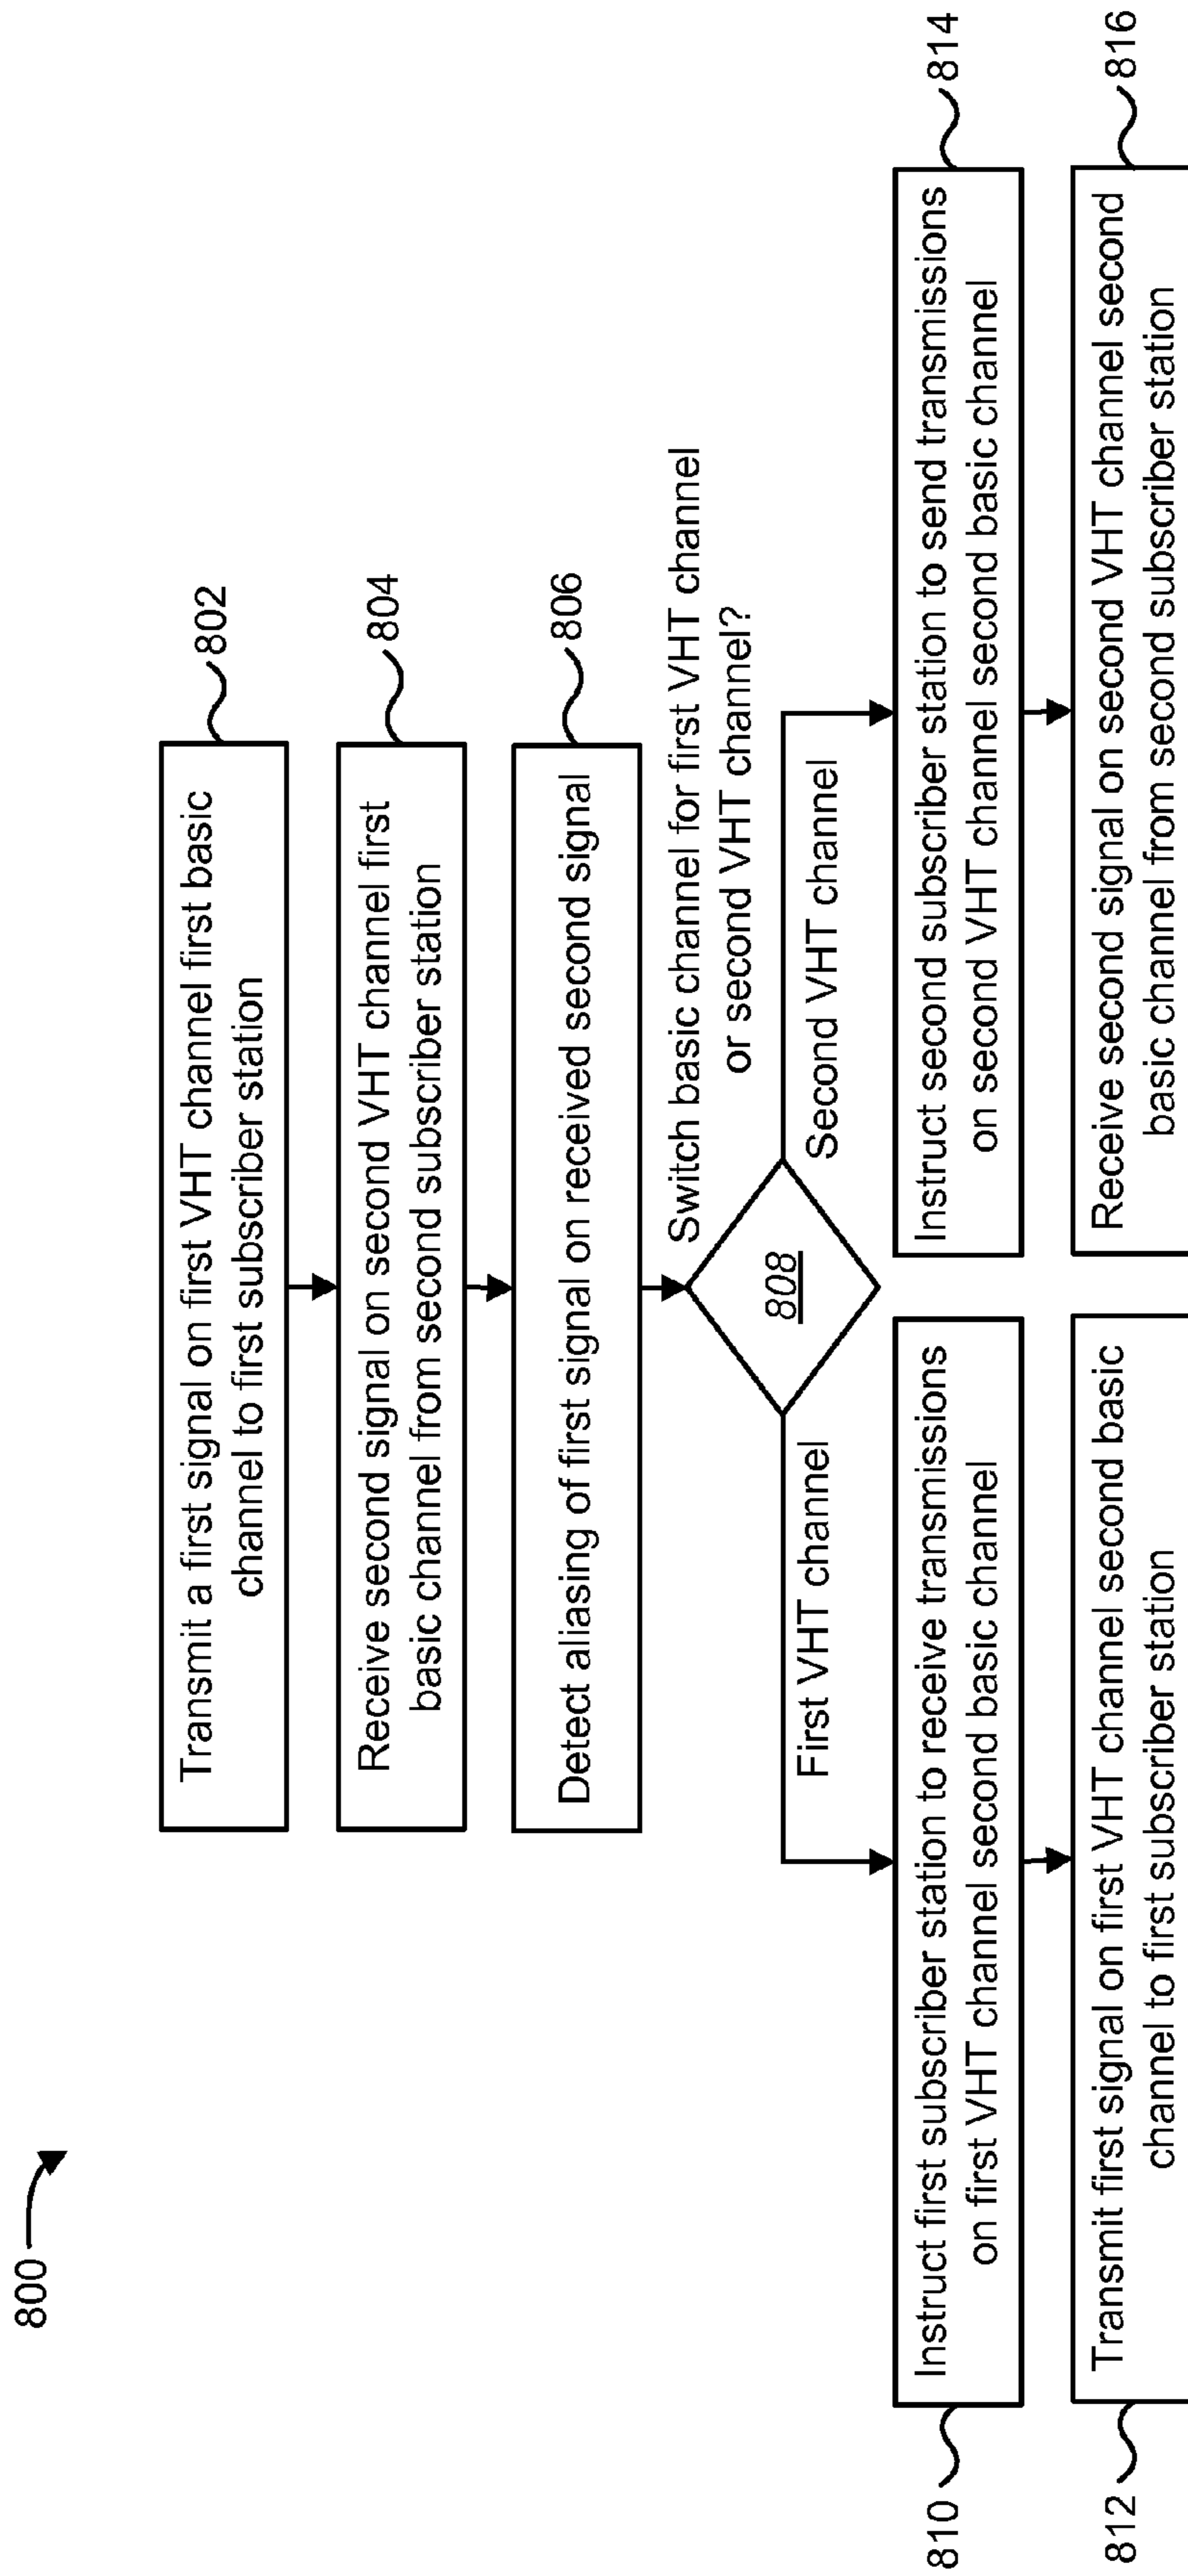 800
Transmit a first signal on first VHT channel first basic
channel to first subscriber station
802
Receive second signal on second VHT channel first
basic channel from second subscriber station
804
Detect aliasing of first signal on received second signal
806
Switch basic channel for first VHT channel
or second VHT channel?
808
First VHT channel
Second VHT channel
810
Instruct first subscriber station to receive transmissions
on first VHT channel second basic channel
Instruct second subscriber station to send transmissions
on second VHT channel second basic channel
814
812
Transmit first signal on first VHT channel second basic
channel to first subscriber station
Receive second signal on second VHT channel second
basic channel from second subscriber station
816